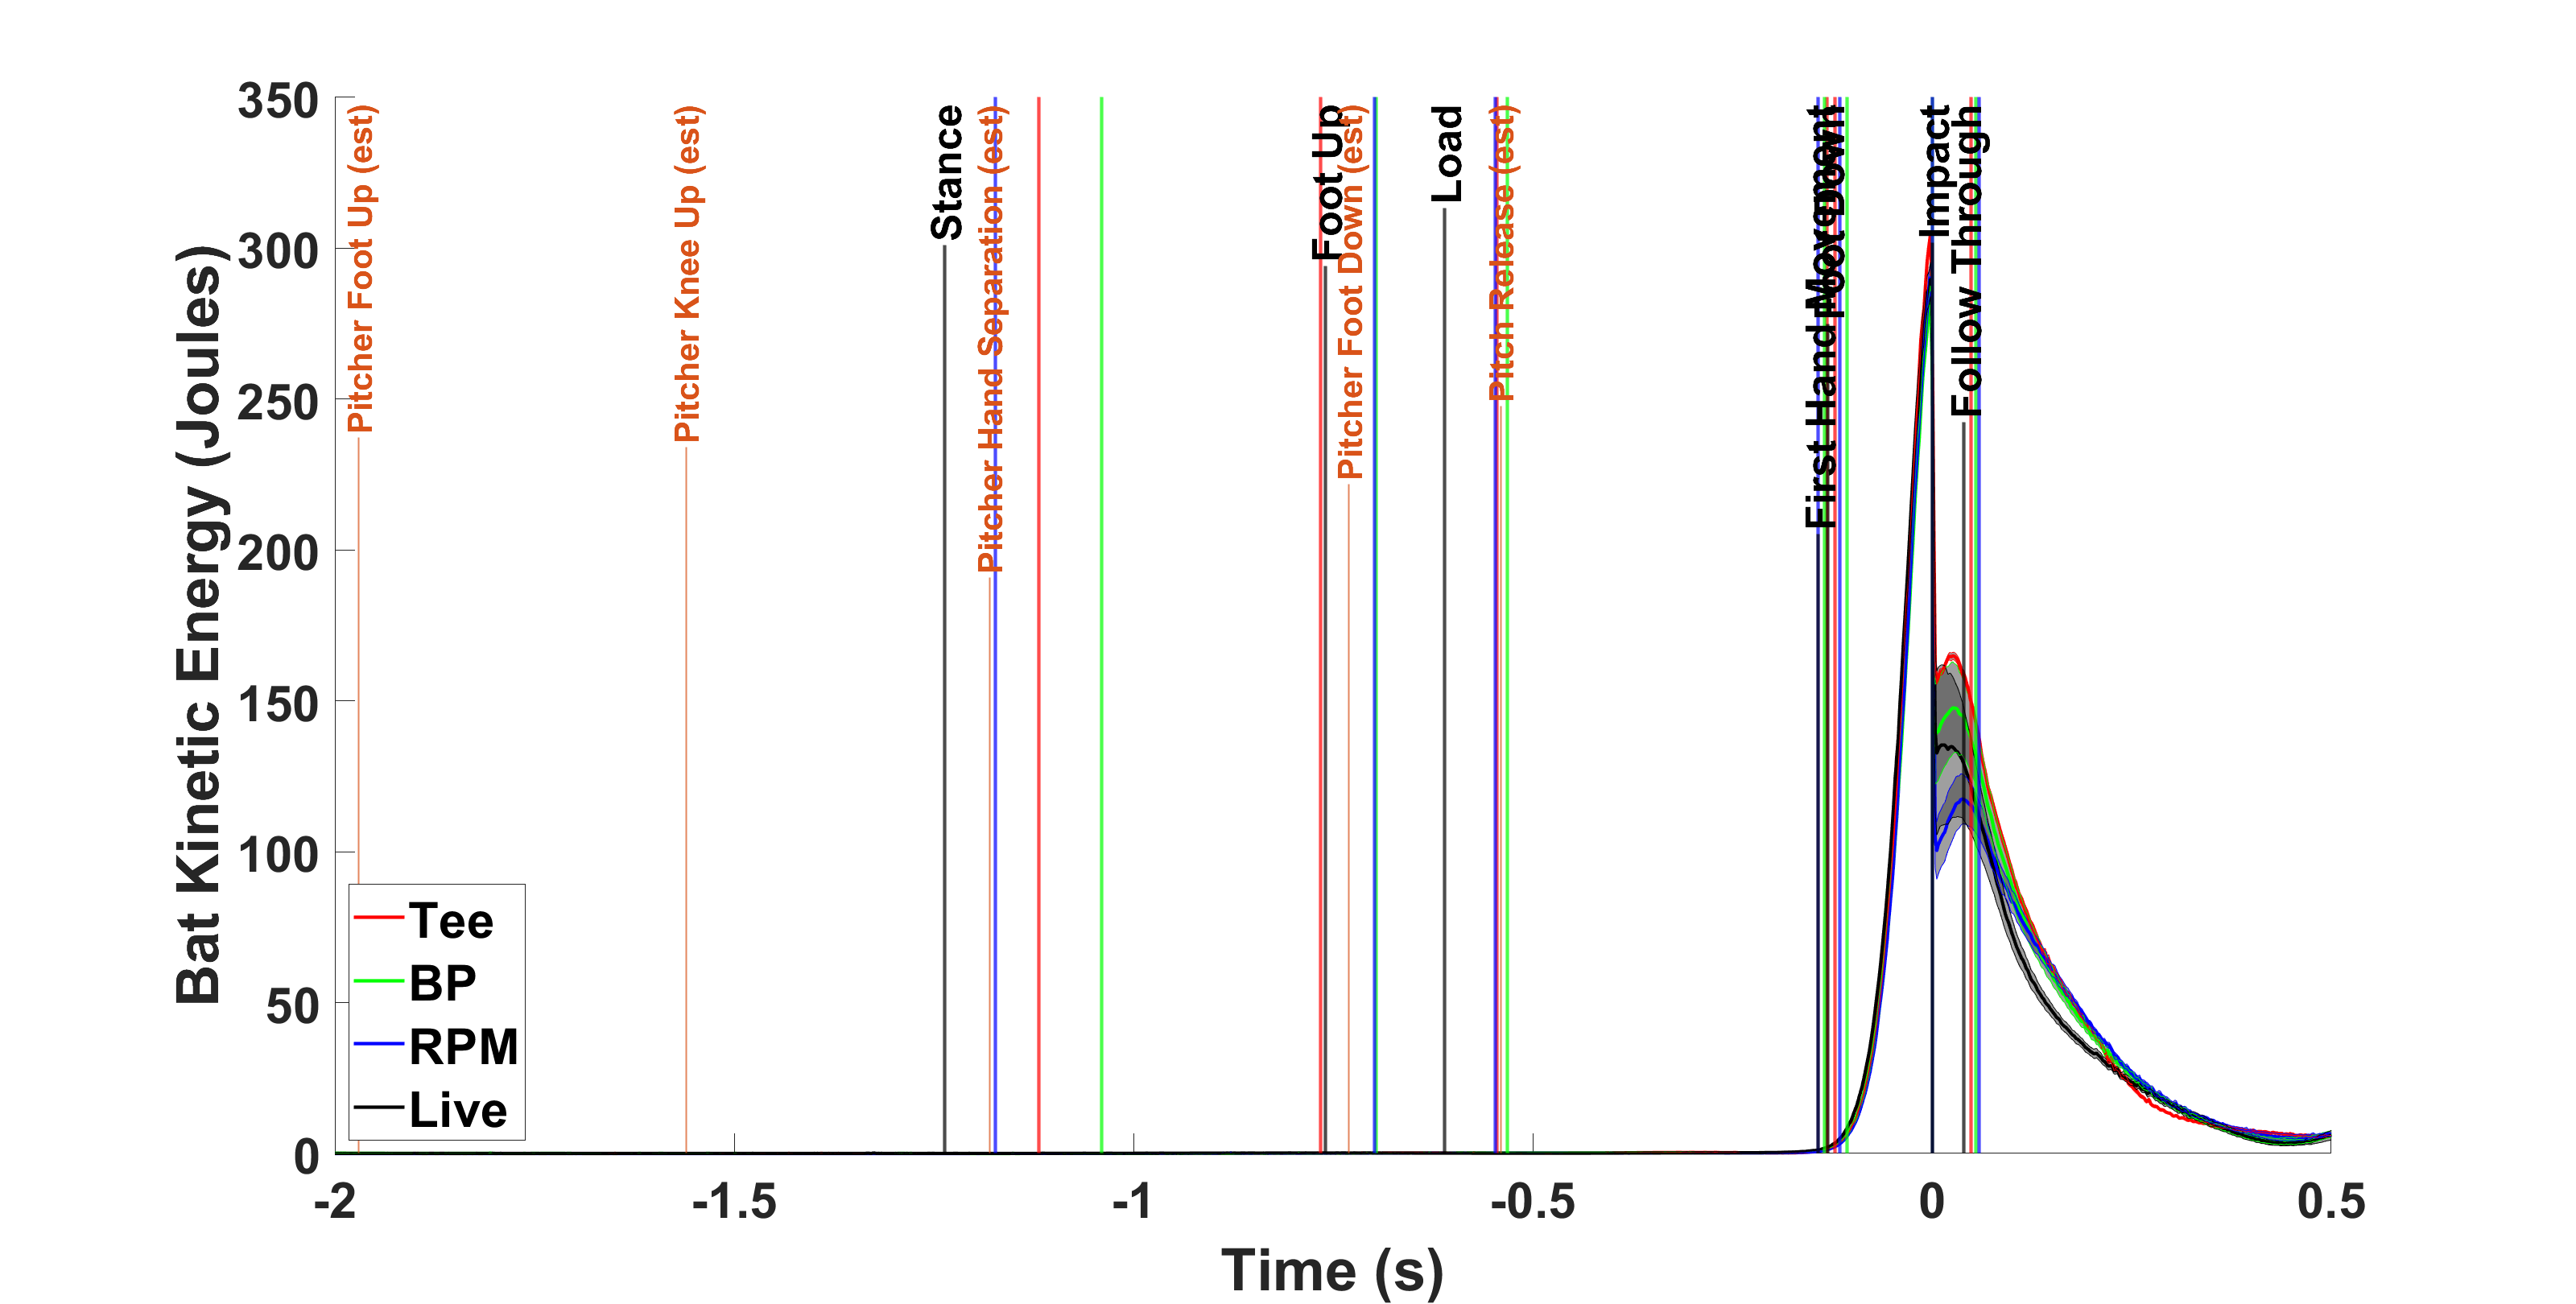 Bat Kinetic Energy (Joules)
350
300
250
200
150
100
50
0
Pitcher Foot Up (est)
Pitcher Knee Up (est)
Stance
Pitcher Hand Separation (est)
Foot Up
Pitcher Foot Down (est)
Load
Pitch Release (est)
First Hand Movement
Down
Impact
Follow Through
Tee
BP
RPM
Live
-2
-1.5
-1
-0.5
0
0.5
Time (s)